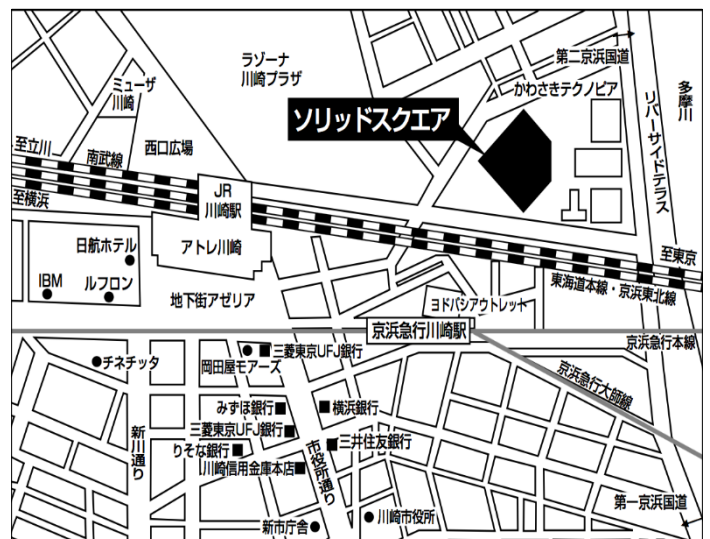 第二京浜国道
ラゾーナ
川崎プラザ
ミューザ
川崎
かわさきテクノピア
多摩川
リバーサイドテラス
ソリッドスクエア
至立川
南武線
西口広場
至横浜
JR
川崎駅
アトレ川崎
日航ホテル
IBM
ルフロン
地下街アゼリア
至東京
東海道本線・京浜東北線
ヨドバシアウトレット
京浜急行川崎駅
京浜急行本線
京浜急行大師線
チネチッタ
岡田屋モアーズ
三菱東京UFJ銀行
みずほ銀行
横浜銀行
三菱東京UFJ銀行
りそな銀行
三井住友銀行
川崎信用金庫本店
新川通り
市役所通り
第一京浜国道
新市庁舎
川崎市役所